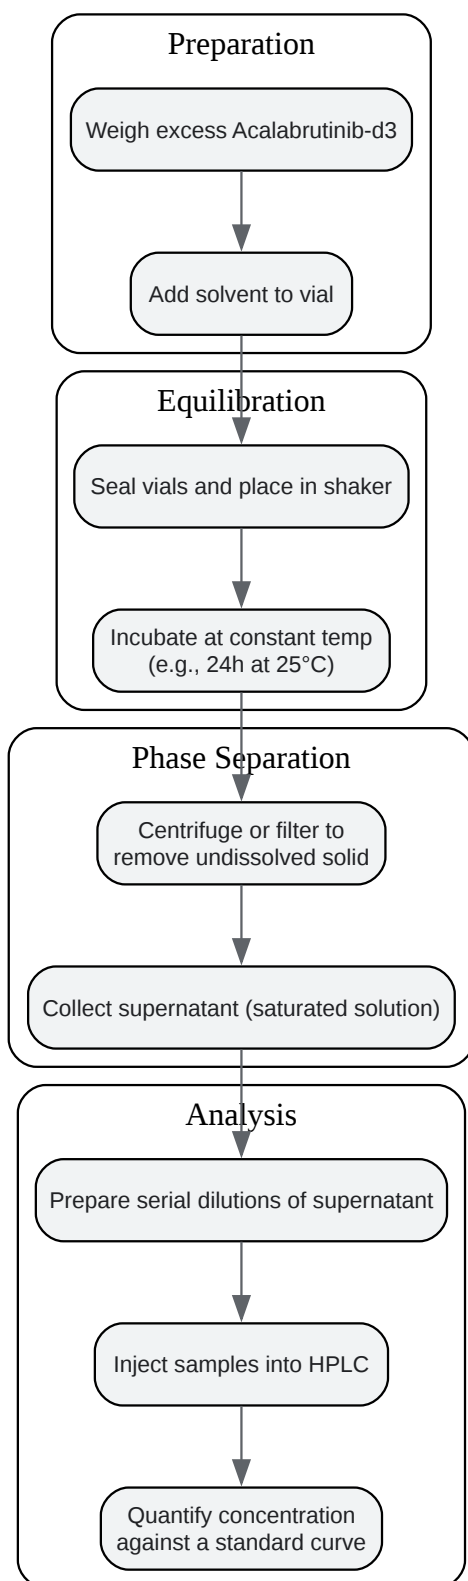 Preparation
Weigh excess Acalabrutinib-d3
Add solvent to vial
Equilibration
Seal vials and place in shaker
Incubate at constant temp
(e.g., 24h at 25°C)
Phase Separation
Centrifuge or filter to
remove undissolved solid
Collect supernatant (saturated solution)
Analysis
Prepare serial dilutions of supernatant
Inject samples into HPLC
Quantify concentration
against a standard curve